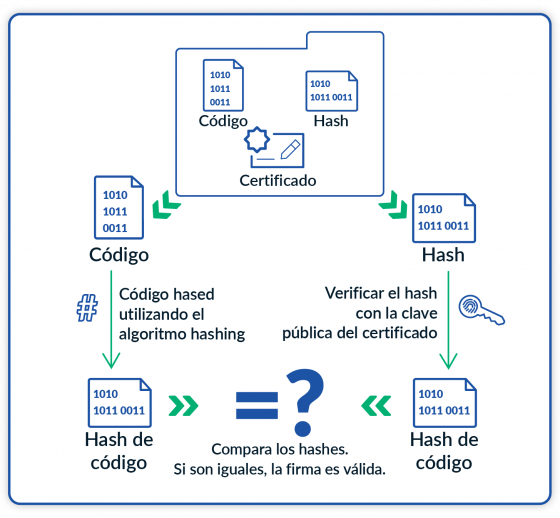 1010
1011
0011
1010
1011 0011
Código
Hash
Certificado
1010
1011
0011
1010
1011 0011
Código
Hash
#
Código hased
utilizando el
algoritmo hashing
Verificar el hash
con la clave
pública del certificado
1010
1011 0011
=?
1010
1011 0011
Hash de
código
Hash de
código
Compara los hashes.
Si son iguales, la firma es válida.